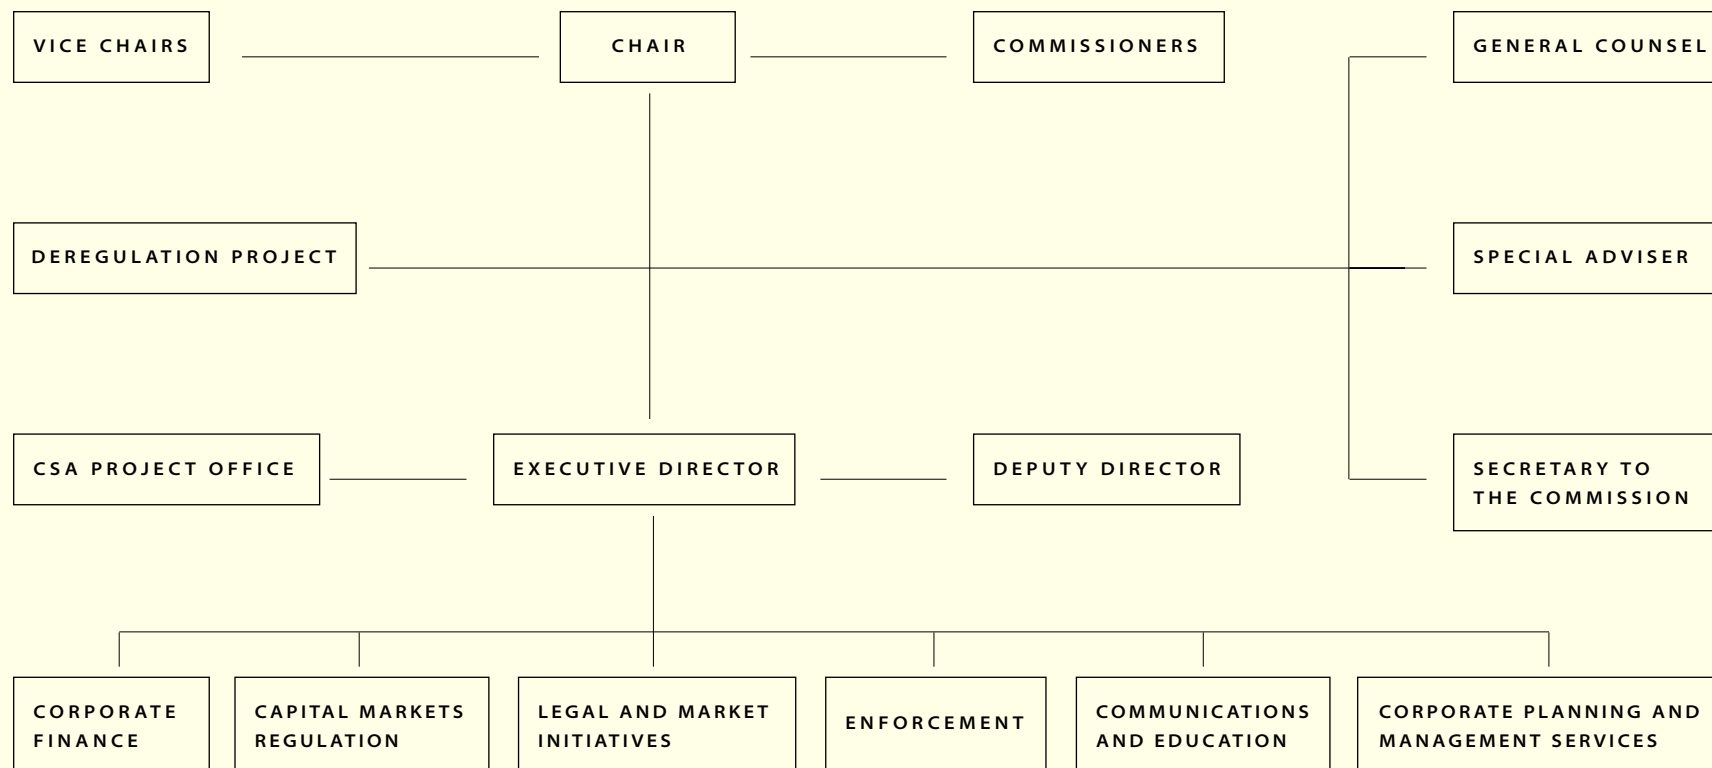 VICE CHAIRS
CHAIR
COMMISSIONERS
GENERAL COUNSEL
DEREGULATION PROJECT
SPECIAL ADVISER
CSA PROJECT OFFICE
EXECUTIVE DIRECTOR
DEPUTY DIRECTOR
SECRETARY TO
THE COMMISSION
CORPORATE
FINANCE
CAPITAL MARKETS
REGULATION
LEGAL AND MARKET
INITIATIVES
ENFORCEMENT
COMMUNICATIONS
AND EDUCATION
CORPORATE PLANNING AND
MANAGEMENT SERVICES